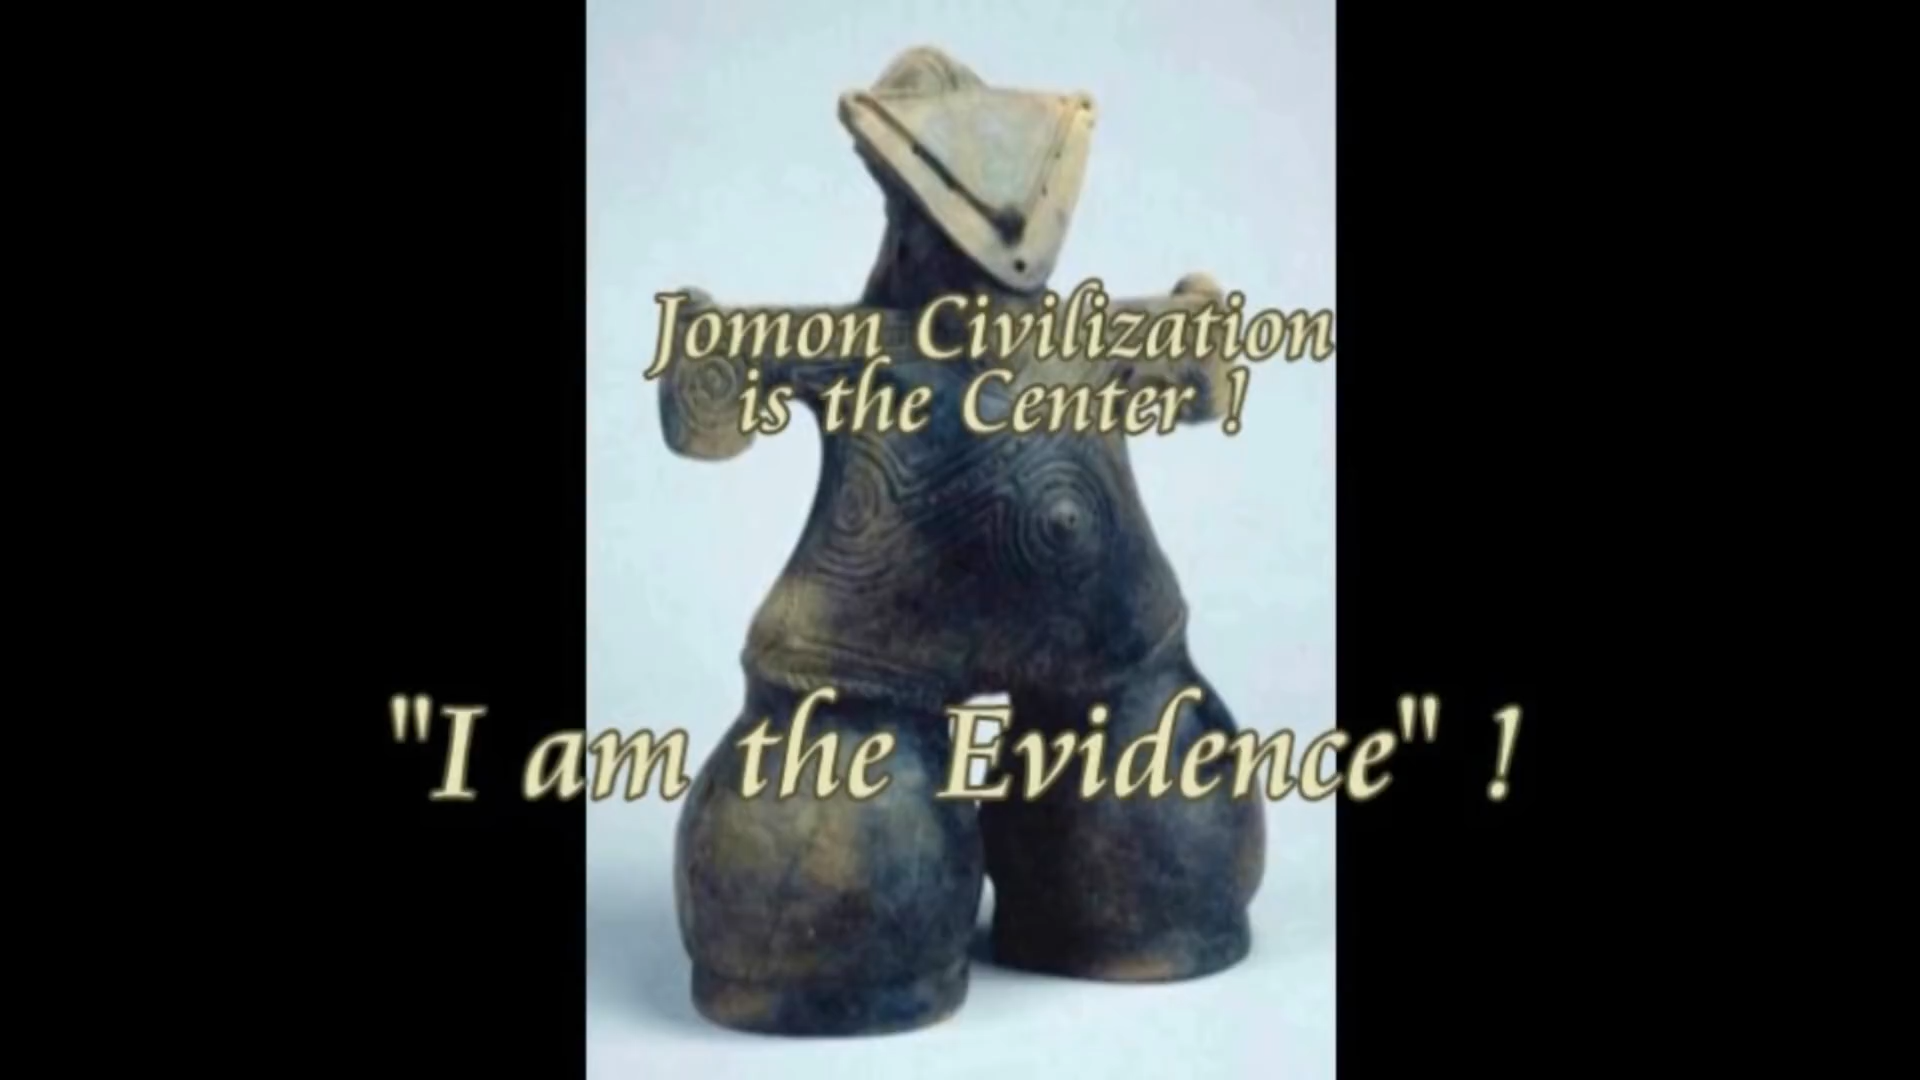 Jomon Civilization
is the Center !
"I am the Evidence" !